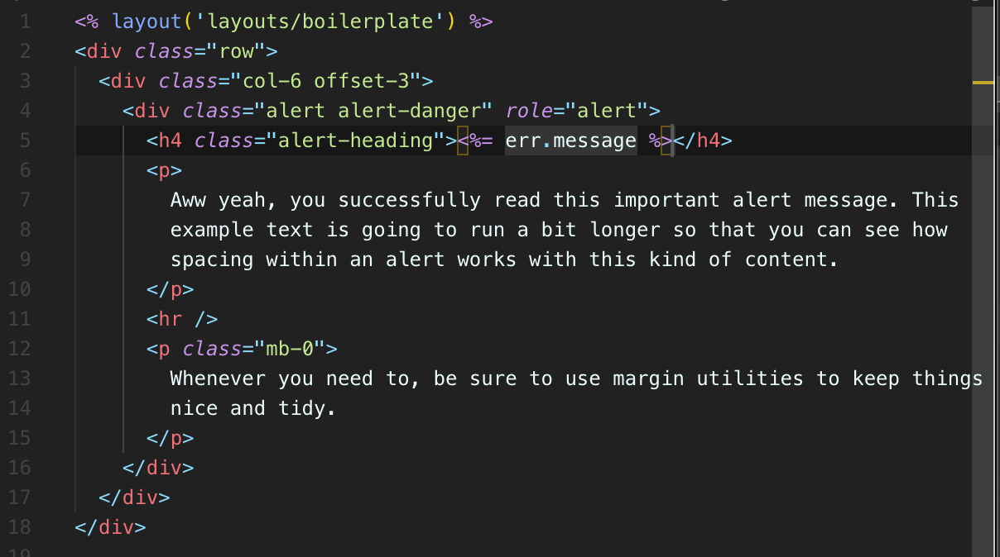 1 <% layout('layouts/boilerplate') %>
2 <div class="row">
3   <div class="col-6 offset-3">
4     <div class="alert alert-danger" role="alert">
5       <h4 class="alert-heading"><%= err.message %></h4>
6       <p>
7         Aww yeah, you successfully read this important alert message. This
8         example text is going to run a bit longer so that you can see how
9         spacing within an alert works with this kind of content.
10       </p>
11       <hr />
12       <p class="mb-0">
13         Whenever you need to, be sure to use margin utilities to keep things
14         nice and tidy.
15       </p>
16     </div>
17   </div>
18 </div>
19